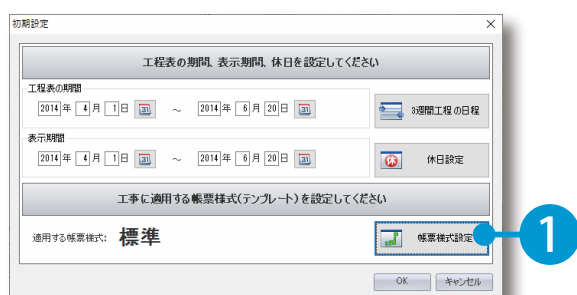 初期設定
工程表の期間、表示期間、休日を設定してください
工程表の期間
2014年 4月 1日 31 ～ 2014年 6月 20日 31
3週間工程の日程
表示期間
2014年 4月 1日 31 ～ 2014年 6月 20日 31
休 休日設定
工事に適用する帳票様式(テンプレート)を設定してください
適用する帳票様式: 標準
帳票様式設定 1
OK キャンセル